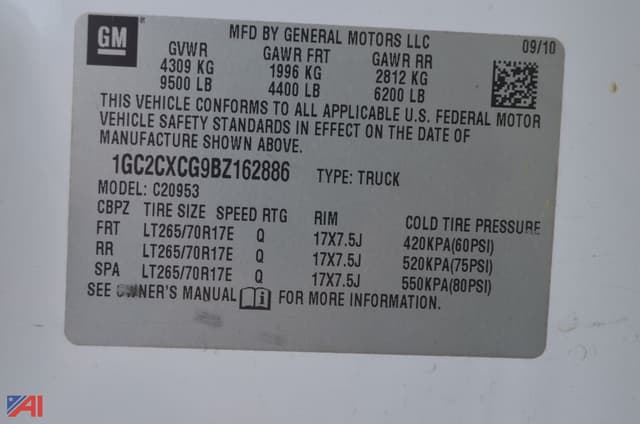 GM
MFD BY GENERAL MOTORS LLC 09/10
GVWR GAWR FRT GAWR RR
4309 KG 1996 KG 2812 KG
9500 LB 4400 LB 6200 LB
THIS VEHICLE CONFORMS TO ALL APPLICABLE U.S. FEDERAL MOTOR
VEHICLE SAFETY STANDARDS IN EFFECT ON THE DATE OF
MANUFACTURE SHOWN ABOVE.
1GC2CXCG9BZ162886 TYPE: TRUCK
MODEL: C20953
CBPZ TIRE SIZE SPEED RTG RIM COLD TIRE PRESSURE
FRT LT265/70R17E Q 17X7.5J 420KPA(60PSI)
RR LT265/70R17E Q 17X7.5J 520KPA(75PSI)
SPA LT265/70R17E Q 17X7.5J 550KPA(80PSI)
SEE OWNER'S MANUAL FOR MORE INFORMATION.
AI